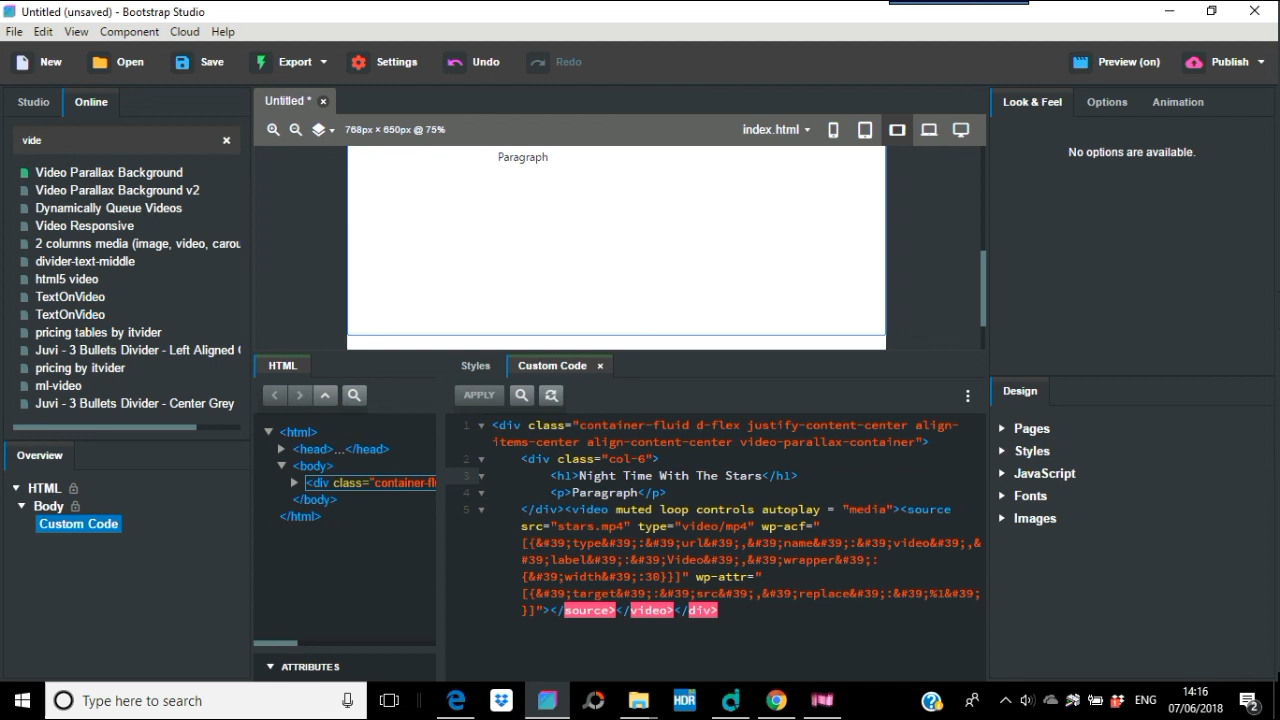 Untitled (unsaved) - Bootstrap Studio
File Edit View Component Cloud Help
New Open Save Export Settings Undo Redo Preview (on) Publish
Studio Online
vide
Video Parallax Background
Video Parallax Background v2
Dynamically Queue Videos
Video Responsive
2 columns media (image, video, carou
divider-text-middle
html5 video
TextOnVideo
TextOnVideo
pricing tables by itvider
Juvi - 3 Bullets Divider - Left Aligned
pricing by itvider
ml-video
Juvi - 3 Bullets Divider - Center Grey
Overview
HTML
Body
Custom Code
Untitled *
768px × 650px @ 75%
index.html
Paragraph
HTML
<html>
<head>...</head>
<body>
<div class="container-fl
</body>
</html>
ATTRIBUTES
Styles Custom Code
APPLY
1 <div class="container-fluid d-flex justify-content-center align-
items-center align-content-center video-parallax-container">
2 <div class="col-6">
3 <h1>Night Time With The Stars</h1>
4 <p>Paragraph</p>
5 </div><video muted loop controls autoplay = "media"><source
src="stars.mp4" type="video/mp4" wp-acf="
[{&#39;type&#39;:&#39;url&#39;,&#39;name&#39;:&#39;video&#39;,&
#39;label&#39;:&#39;Video&#39;,&#39;wrapper&#39;:
{&#39;width&#39;:30}}]" wp-attr="
[{&#39;target&#39;:&#39;src&#39;,&#39;replace&#39;:&#39;%1&#39;
}]"></source></video></div>
Look & Feel Options Animation
No options are available.
Design
Pages
Styles
JavaScript
Fonts
Images
Type here to search
HDR
ENG
14:16
07/06/2018
2